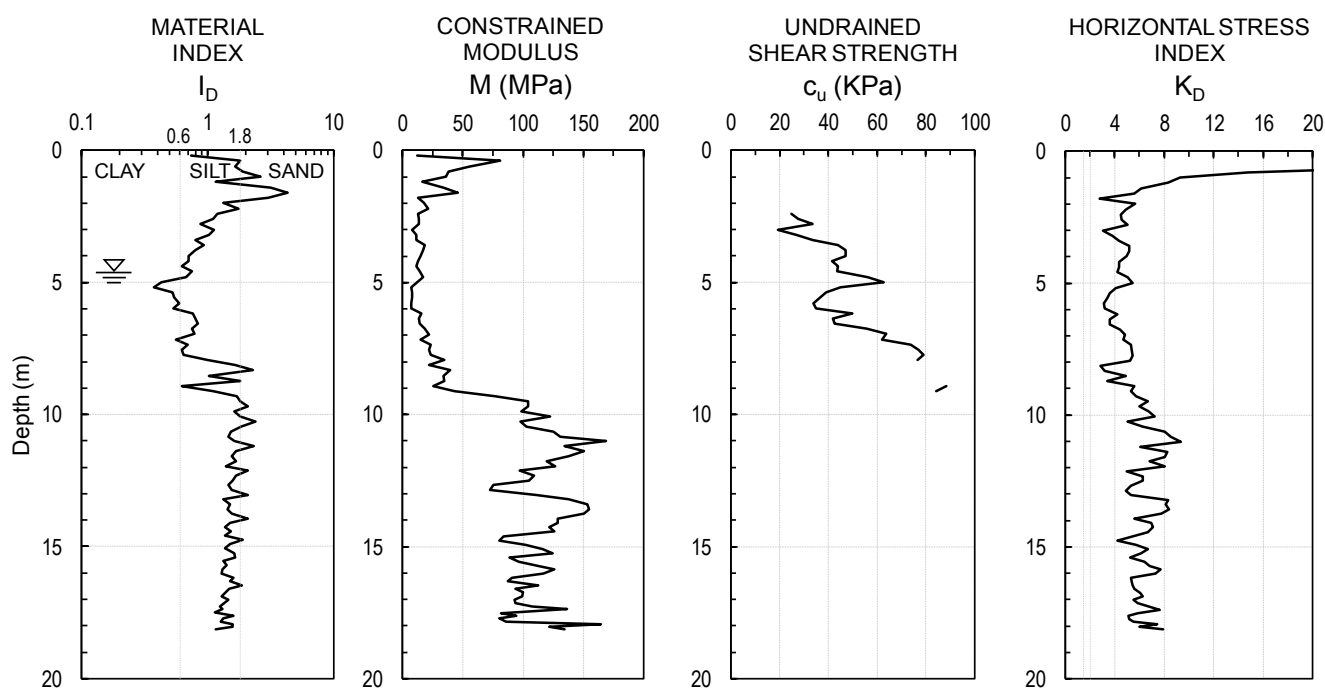 MATERIAL
INDEX
I_D
0.1 1 10
0.6 1.8
CLAY SILT SAND
CONSTRAINED
MODULUS
M (MPa)
0 50 100 150 200
UNDRAINED
SHEAR STRENGTH
c_u (KPa)
0 20 40 60 80 100
HORIZONTAL STRESS
INDEX
K_D
0 4 8 12 16 20
Depth (m)
0
5
10
15
20
0
5
10
15
20
0
5
10
15
20
0
5
10
15
20